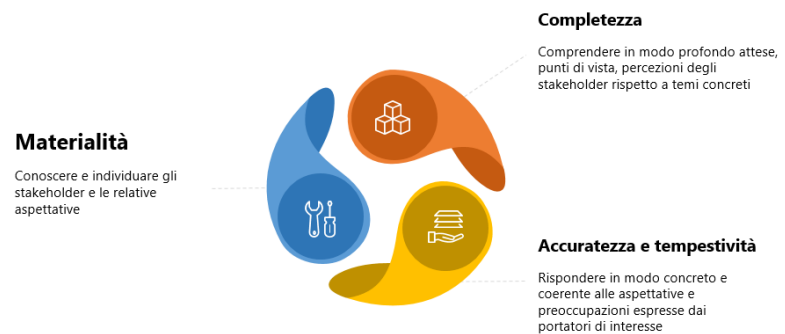 Completezza
Comprendere in modo profondo attese,
punti di vista, percezioni degli
stakeholder rispetto a temi concreti
Materialità
Conoscere e individuare gli
stakeholder e le relative
aspettative
Accuratezza e tempestività
Rispondere in modo concreto e
coerente alle aspettative e
preoccupazioni espresse dai
portatori di interesse